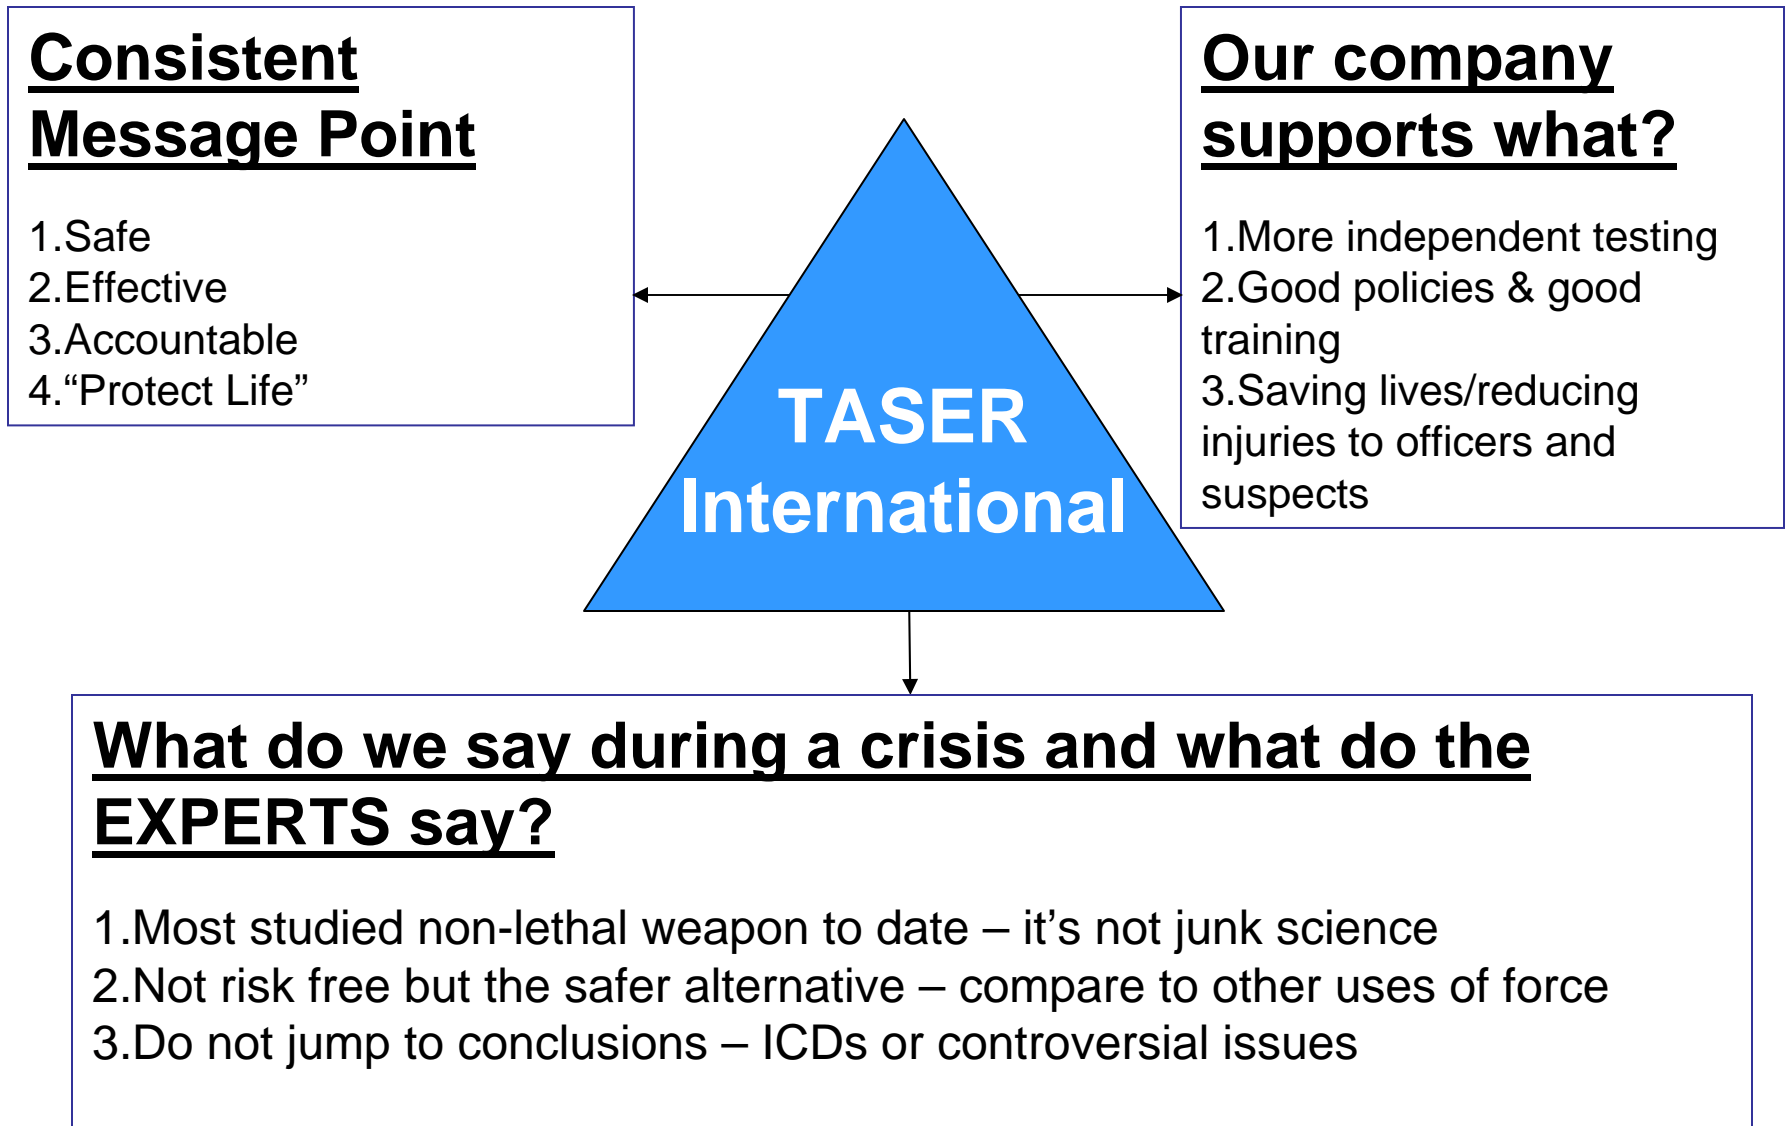 Consistent
Message Point
1.Safe
2.Effective
3.Accountable
4.“Protect Life”
Our company
supports what?
1.More independent testing
2.Good policies & good
training
3.Saving lives/reducing
injuries to officers and
suspects
TASER
International
What do we say during a crisis and what do the
EXPERTS say?
1.Most studied non-lethal weapon to date – it’s not junk science
2.Not risk free but the safer alternative – compare to other uses of force
3.Do not jump to conclusions – ICDs or controversial issues